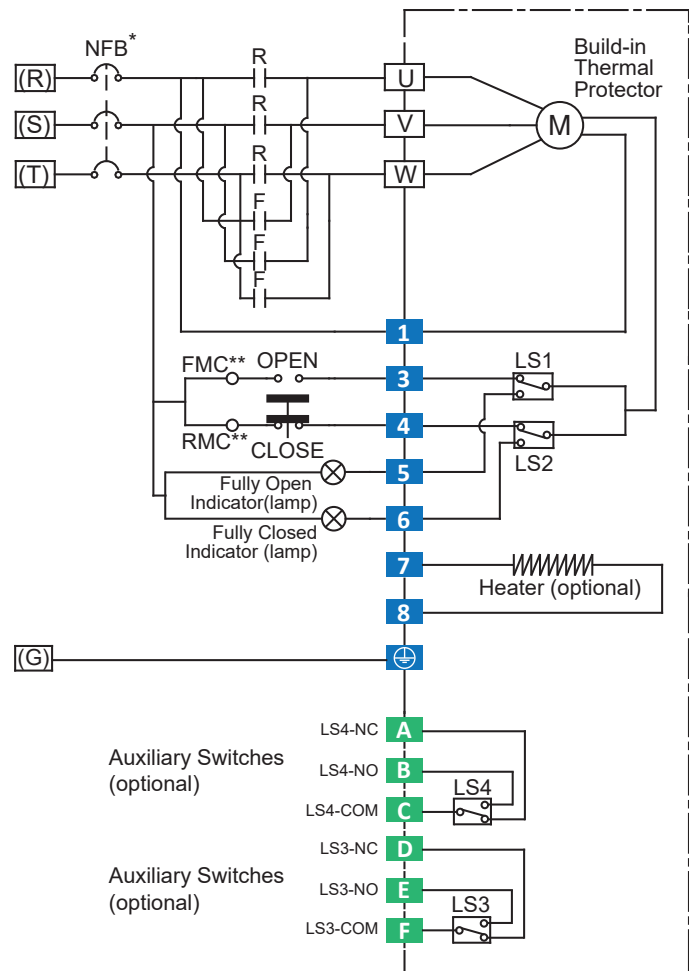 NFB*
Build-in
Thermal
Protector
(R)
R
U
(S)
R
V
M
(T)
R
W
F
F
F
1
FMC**
OPEN
3
LS1
RMC**
CLOSE
4
LS2
5
Fully Open
Indicator(lamp)
6
Fully Closed
Indicator (lamp)
7
Heater (optional)
8
(G)
LS4-NC
A
Auxiliary Switches
(optional)
LS4-NO
B
LS4
LS4-COM
C
LS3-NC
D
Auxiliary Switches
(optional)
LS3-NO
E
LS3
LS3-COM
F